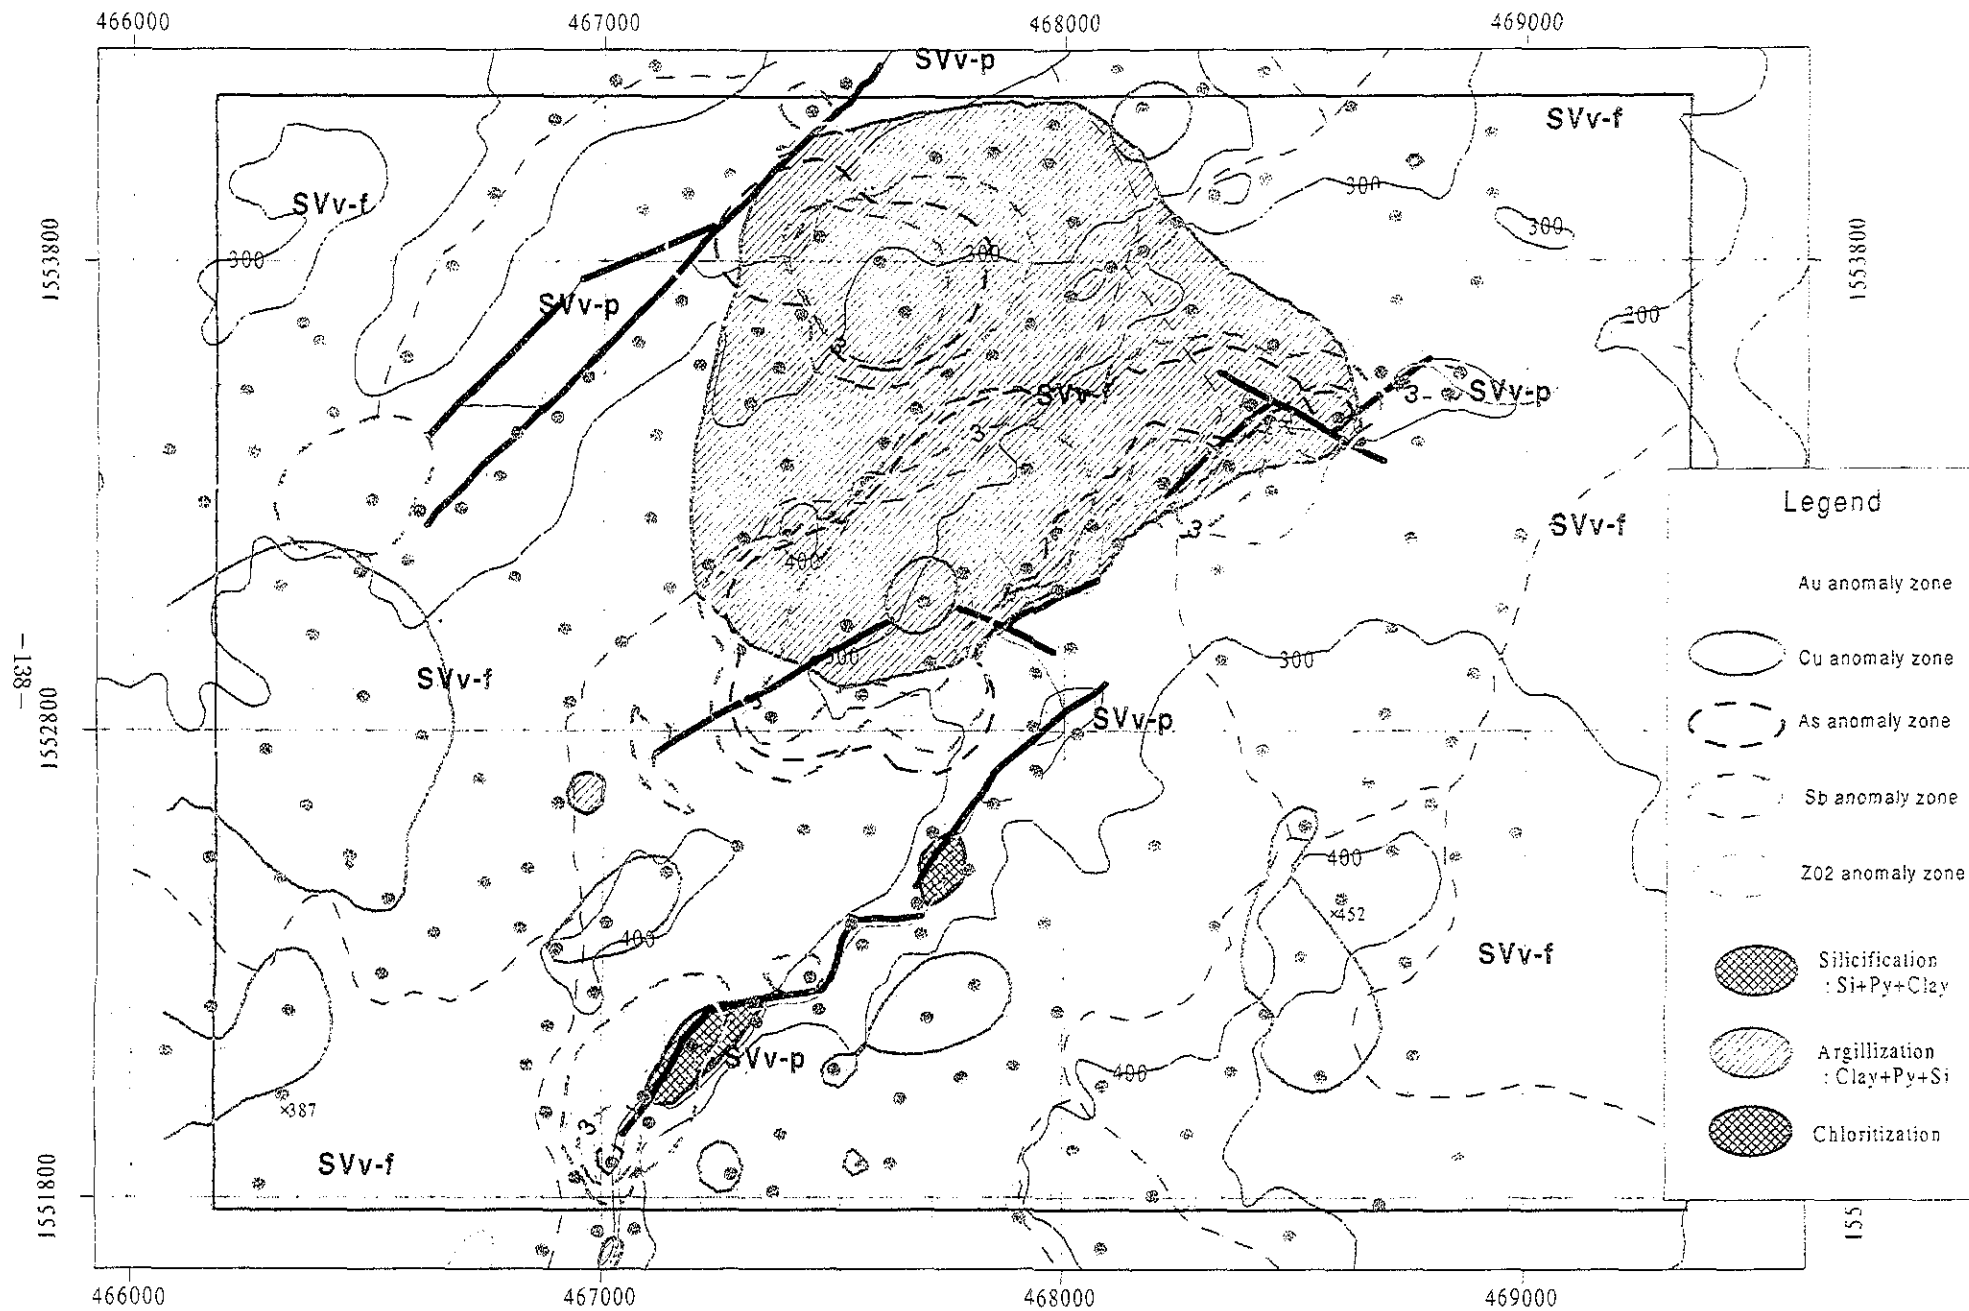 466000 467000 468000 469000
SVv-p
SVv-f
SVv-f
300
300
300
300
300
1553800
1553800
SVv-p
200
SVv-f
3
3-
SVv-p
3
3
400
SVv-f
Legend
Au anomaly zone
Cu anomaly zone
As anomaly zone
Sb anomaly zone
Z02 anomaly zone
Silicification
: Si+Py+Clay
Argillization
: Clay+Py+Si
Chloritization
300
300
SVv-f
-138-
1552800
SVv-p
400
×452
400
SVv-f
SVv-p
400
×387
3
SVv-f
1551800
155
466000 467000 468000 469000